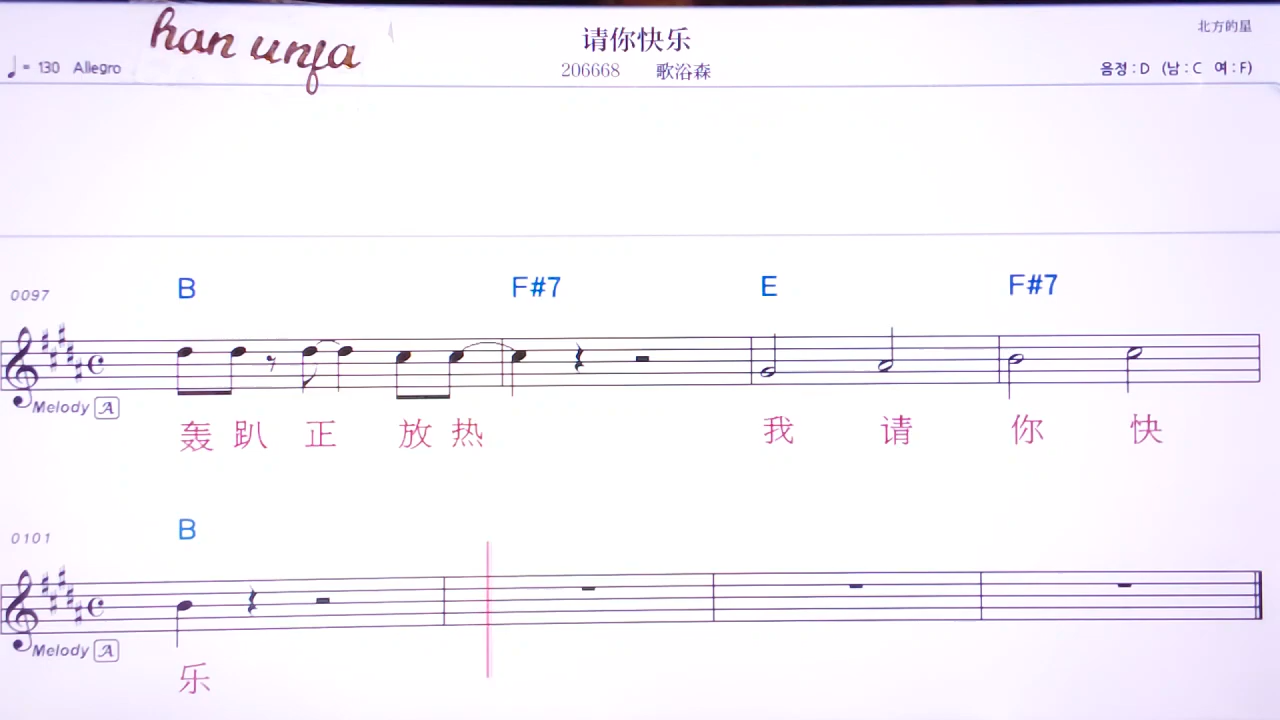 han unfa
请你快乐
北方的星
♩= 130 Allegro
206668 歌浴森
음정 : D (남 : C 여 : F)
B F#7 E F#7
0097
Melody A
轰 趴 正 放 热 我 请 你 快
B
0101
Melody A
乐